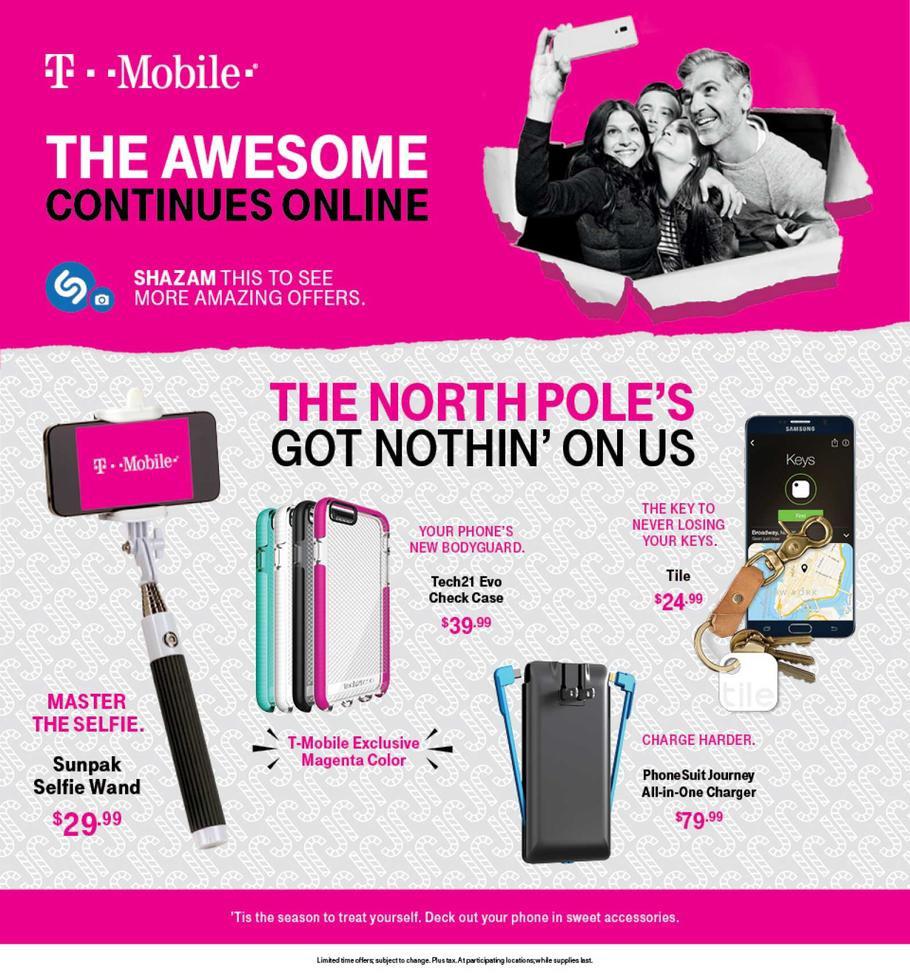 T··Mobile·®
THE AWESOME
CONTINUES ONLINE
SHAZAM THIS TO SEE
MORE AMAZING OFFERS.
THE NORTH POLE'S
GOT NOTHIN' ON US
T··Mobile·
MASTER
THE SELFIE.
Sunpak
Selfie Wand
$29.99
YOUR PHONE'S
NEW BODYGUARD.
Tech21 Evo
Check Case
$39.99
T-Mobile Exclusive
Magenta Color
THE KEY TO
NEVER LOSING
YOUR KEYS.
Tile
$24.99
SAMSUNG
Keys
Find
Broadway,
tile
CHARGE HARDER.
PhoneSuit Journey
All-in-One Charger
$79.99
'Tis the season to treat yourself. Deck out your phone in sweet accessories.
Limited time offers; subject to change. Plus tax. At participating locations;while supplies last.